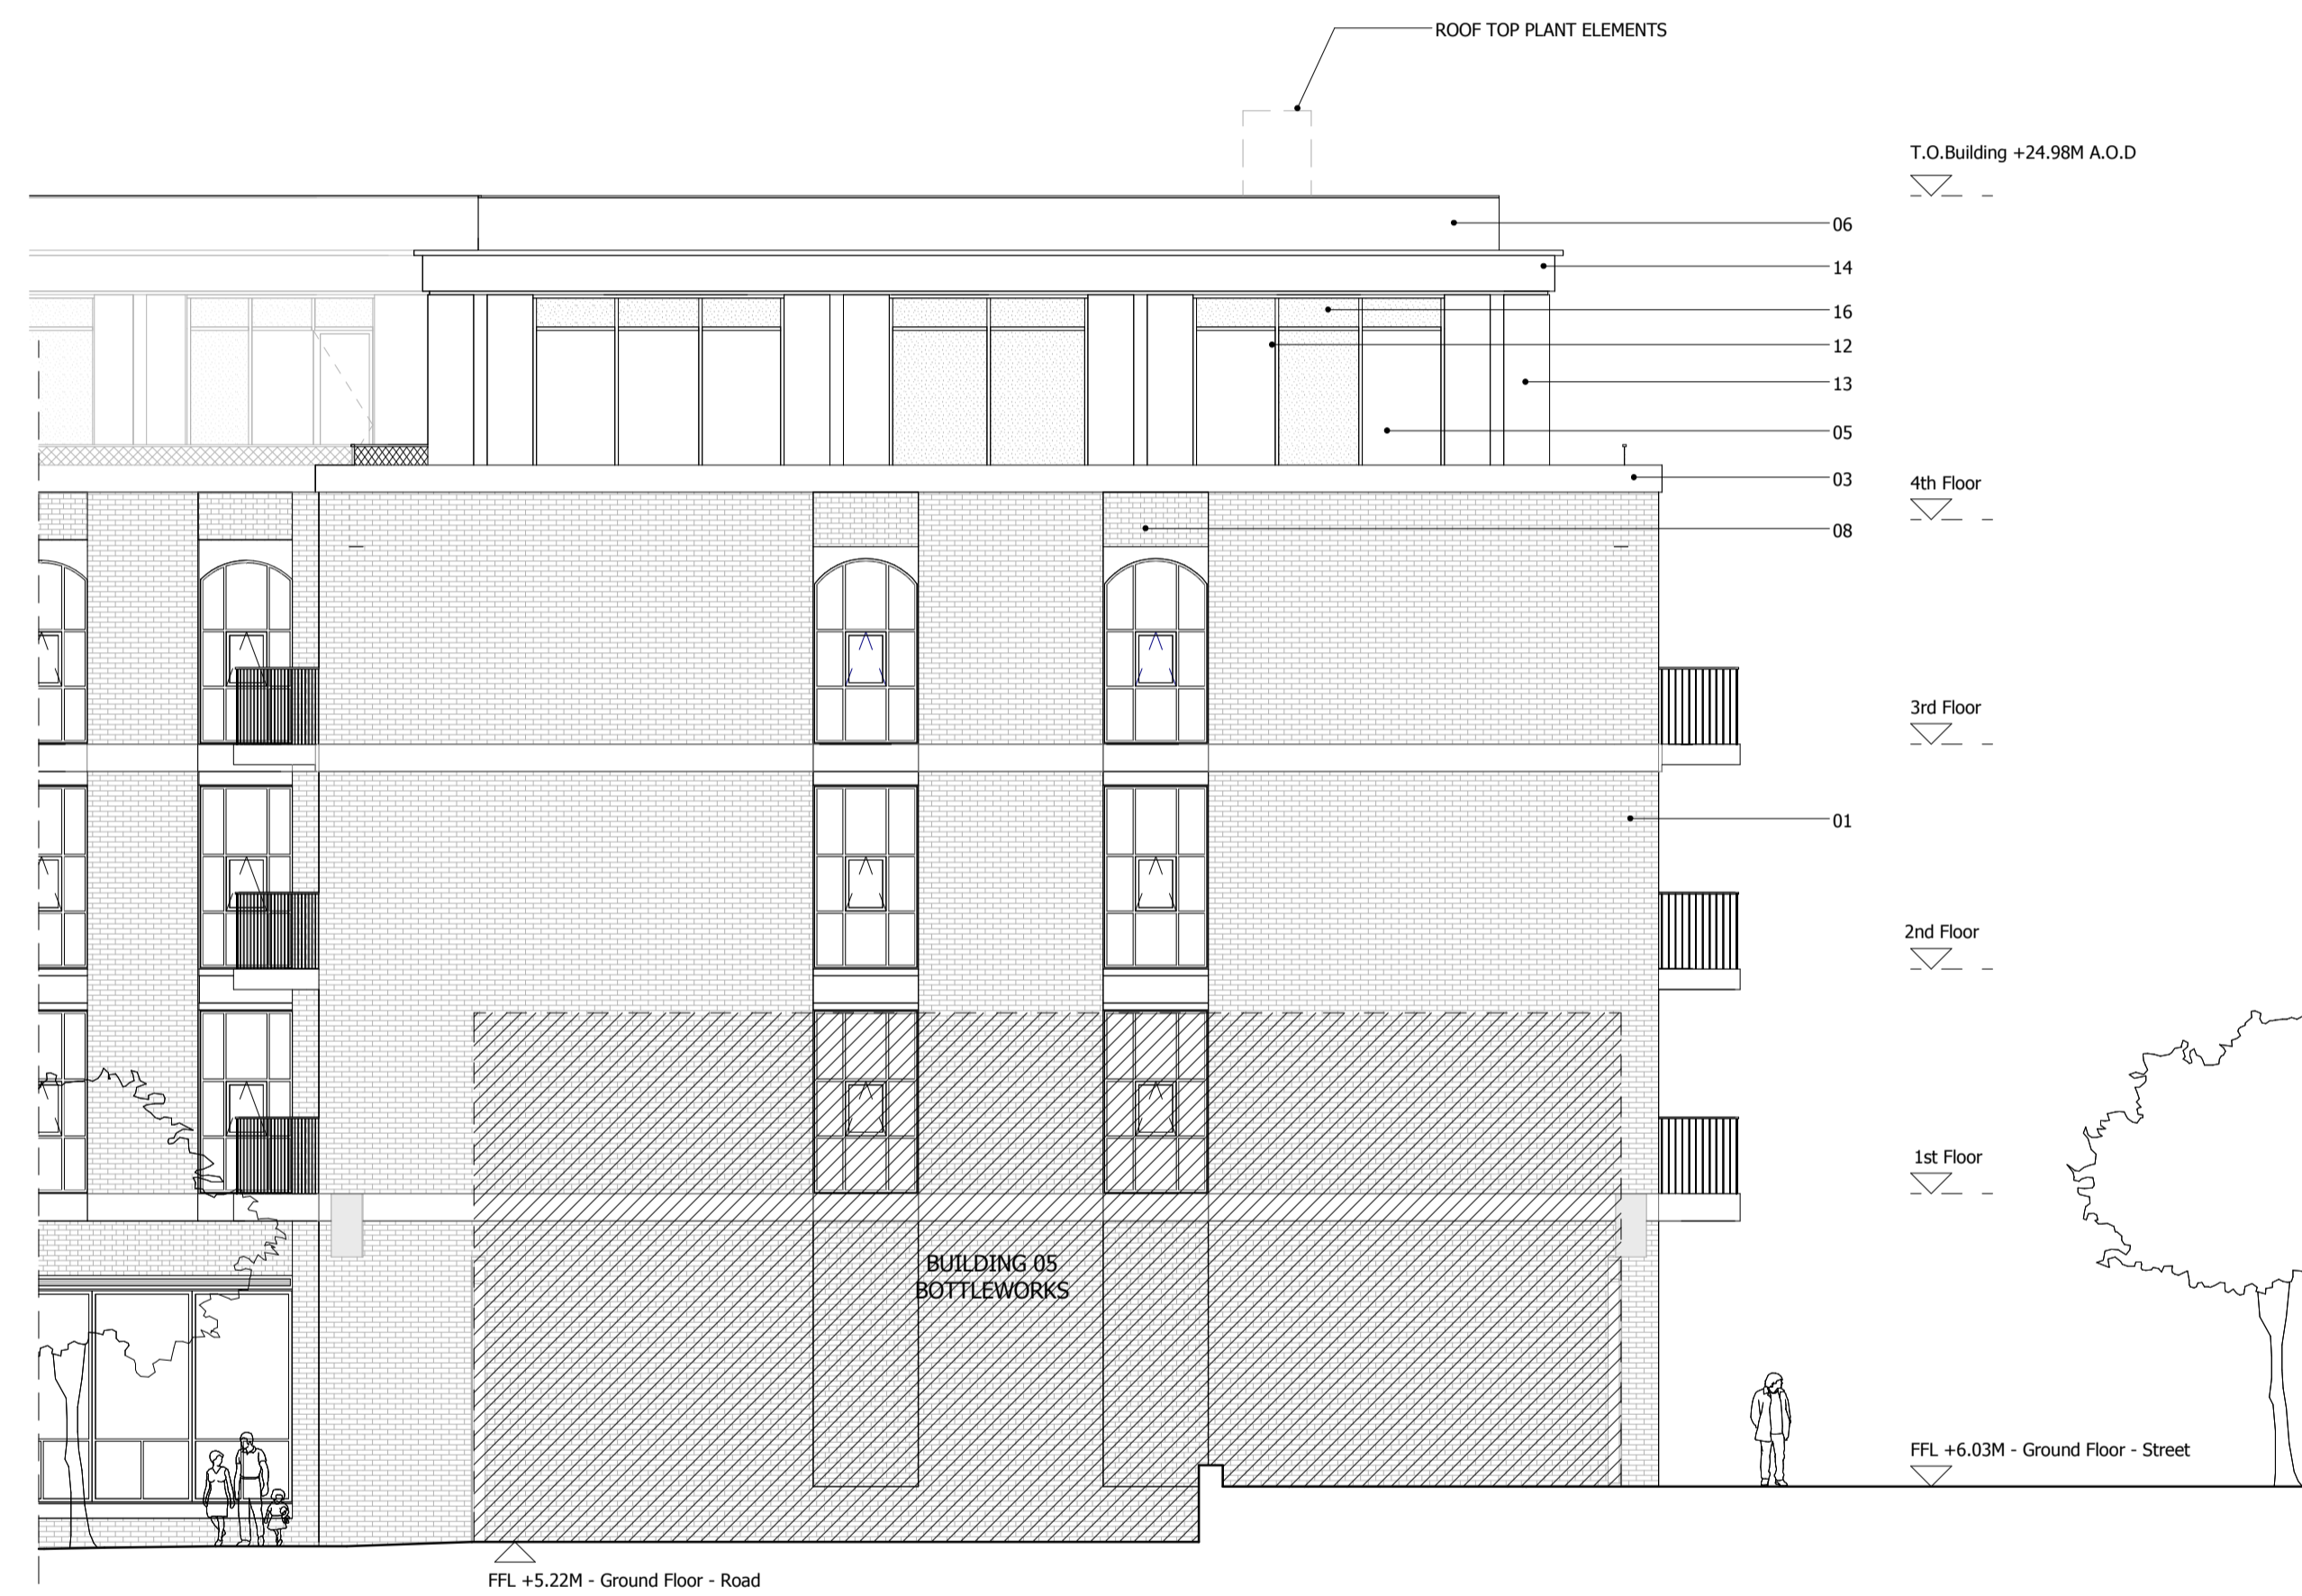 ROOF TOP PLANT ELEMENTS
T.O.Building +24.98M A.O.D
06
14
16
12
13
05
03
4th Floor
08
3rd Floor
01
2nd Floor
1st Floor
BUILDING 05
BOTTLEWORKS
FFL +6.03M - Ground Floor - Street
FFL +5.22M - Ground Floor - Road